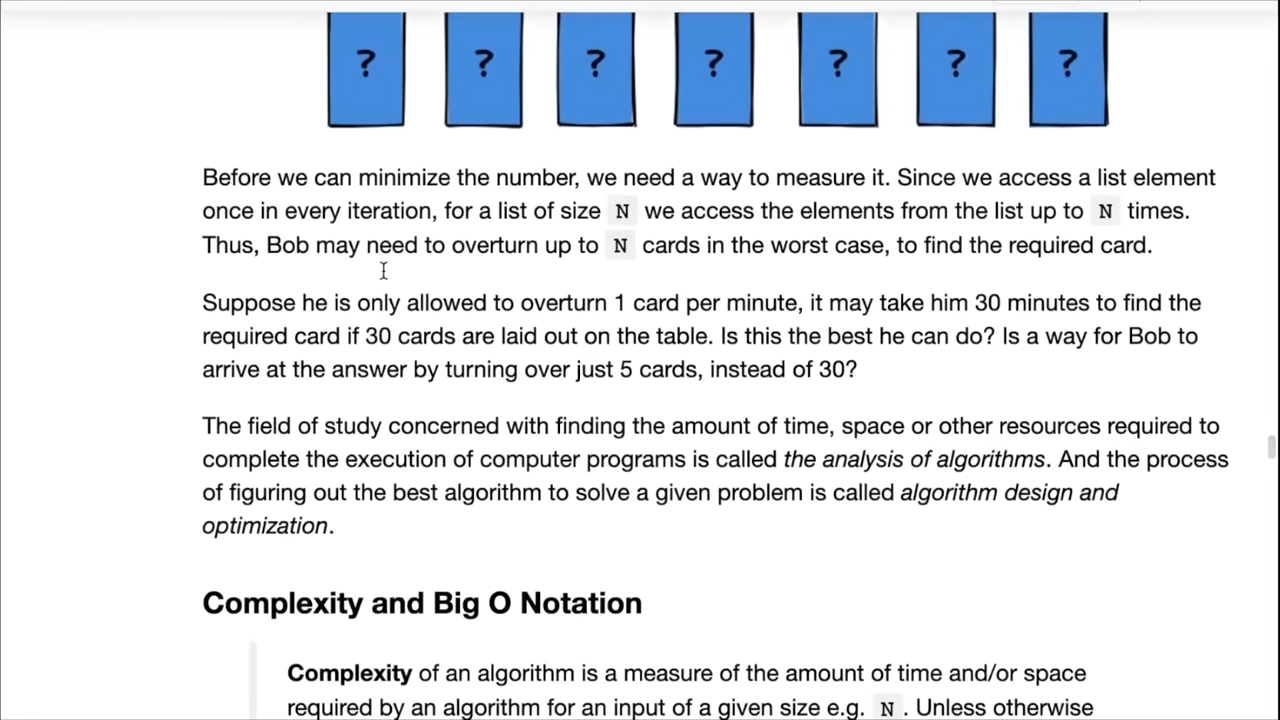 ? ? ? ? ? ? ?
Before we can minimize the number, we need a way to measure it. Since we access a list element
once in every iteration, for a list of size N we access the elements from the list up to N times.
Thus, Bob may need to overturn up to N cards in the worst case, to find the required card.
Suppose he is only allowed to overturn 1 card per minute, it may take him 30 minutes to find the
required card if 30 cards are laid out on the table. Is this the best he can do? Is a way for Bob to
arrive at the answer by turning over just 5 cards, instead of 30?
The field of study concerned with finding the amount of time, space or other resources required to
complete the execution of computer programs is called the analysis of algorithms. And the process
of figuring out the best algorithm to solve a given problem is called algorithm design and
optimization.
Complexity and Big O Notation
Complexity of an algorithm is a measure of the amount of time and/or space
required by an algorithm for an input of a given size e.g. N. Unless otherwise